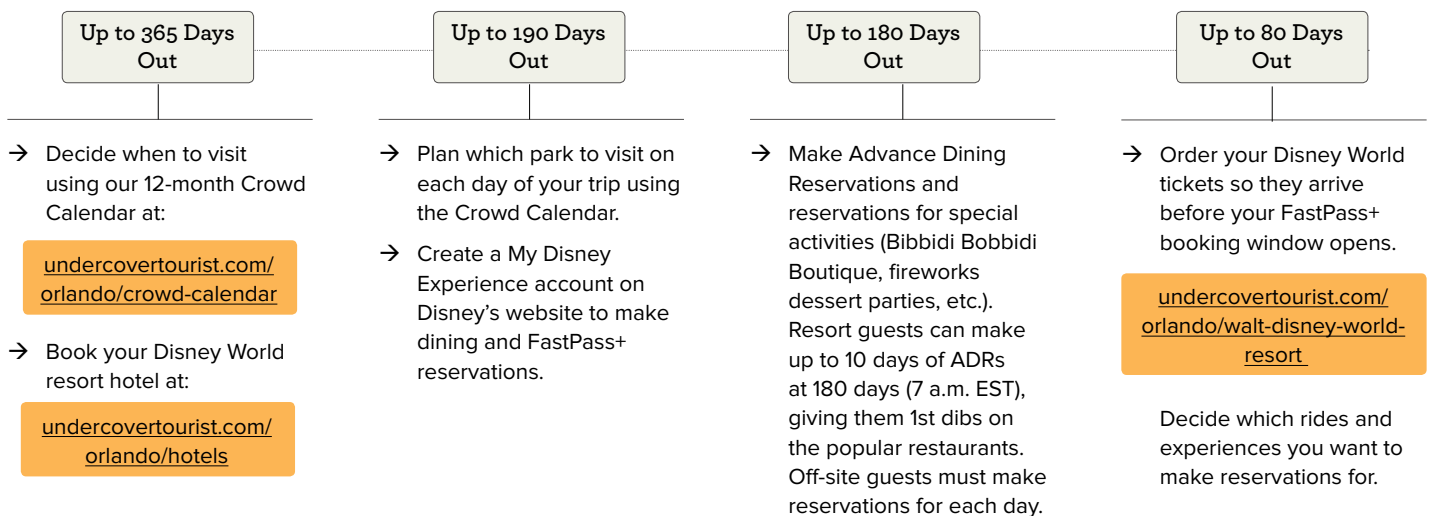 Up to 365 Days
Out
→ Decide when to visit
using our 12-month Crowd
Calendar at:
undercovertourist.com/
orlando/crowd-calendar
→ Book your Disney World
resort hotel at:
undercovertourist.com/
orlando/hotels
Up to 190 Days
Out
→ Plan which park to visit on
each day of your trip using
the Crowd Calendar.
→ Create a My Disney
Experience account on
Disney’s website to make
dining and FastPass+
reservations.
Up to 180 Days
Out
→ Make Advance Dining
Reservations and
reservations for special
activities (Bibbidi Bobbidi
Boutique, fireworks
dessert parties, etc.).
Resort guests can make
up to 10 days of ADRs
at 180 days (7 a.m. EST),
giving them 1st dibs on
the popular restaurants.
Off-site guests must make
reservations for each day.
Up to 80 Days
Out
→ Order your Disney World
tickets so they arrive
before your FastPass+
booking window opens.
undercovertourist.com/
orlando/walt-disney-world-
resort
Decide which rides and
experiences you want to
make reservations for.